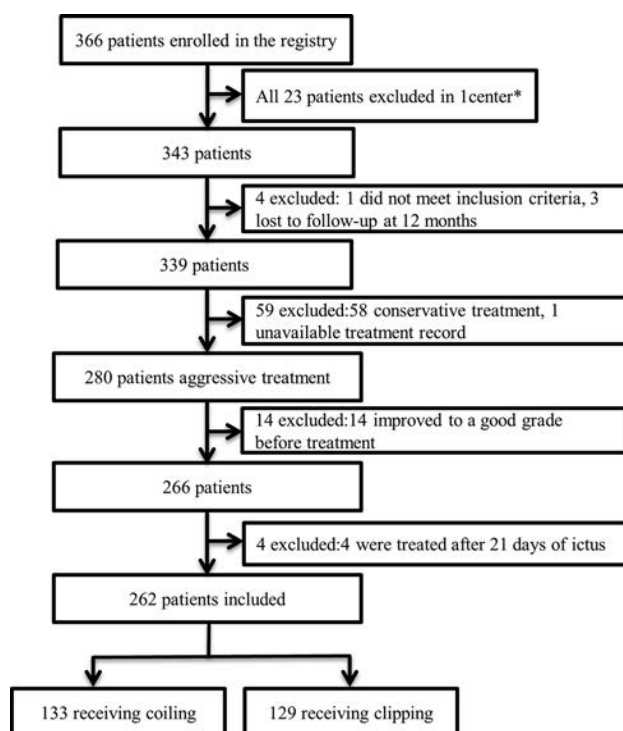 366 patients enrolled in the registry
All 23 patients excluded in 1center*
343 patients
4 excluded: 1 did not meet inclusion criteria, 3
lost to follow-up at 12 months
339 patients
59 excluded:58 conservative treatment, 1
unavailable treatment record
280 patients aggressive treatment
14 excluded:14 improved to a good grade
before treatment
266 patients
4 excluded:4 were treated after 21 days of ictus
262 patients included
133 receiving coiling
129 receiving clipping